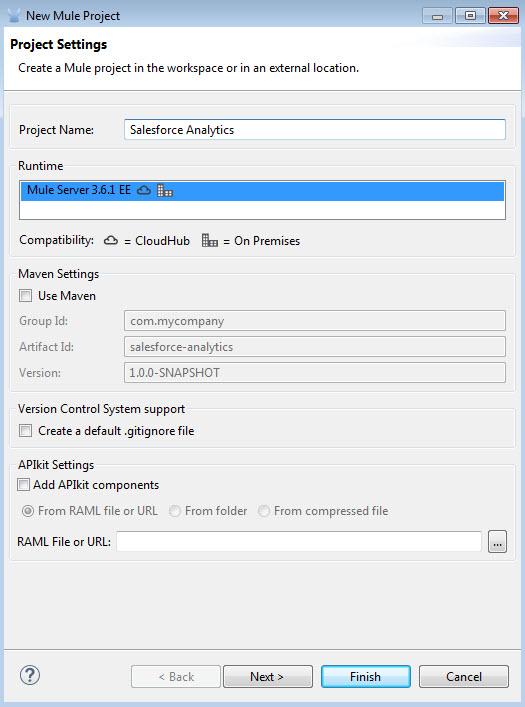 New Mule Project
Project Settings
Create a Mule project in the workspace or in an external location.
Project Name: Salesforce Analytics
Runtime
Mule Server 3.6.1 EE
Compatibility: = CloudHub = On Premises
Maven Settings
Use Maven
Group Id: com.mycompany
Artifact Id: salesforce-analytics
Version: 1.0.0-SNAPSHOT
Version Control System support
Create a default .gitignore file
APIkit Settings
Add APIkit components
From RAML file or URL From folder From compressed file
RAML File or URL: ...
? < Back Next > Finish Cancel